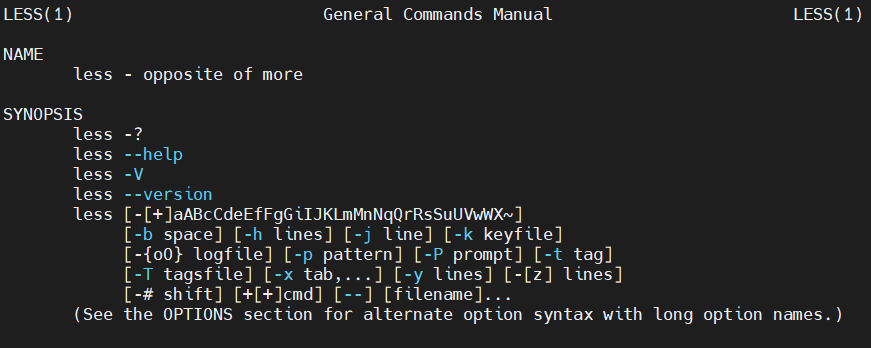 LESS(1) General Commands Manual LESS(1)
NAME
less - opposite of more
SYNOPSIS
less -?
less --help
less -V
less --version
less [-[+]aABcCdeEfFgGiIJKLmMnNqQrRsSuUVwWX~]
[-b space] [-h lines] [-j line] [-k keyfile]
[-{oO} logfile] [-p pattern] [-P prompt] [-t tag]
[-T tagsfile] [-x tab,...] [-y lines] [-[z] lines]
[-# shift] [+[+]cmd] [--] [filename]...
(See the OPTIONS section for alternate option syntax with long option names.)